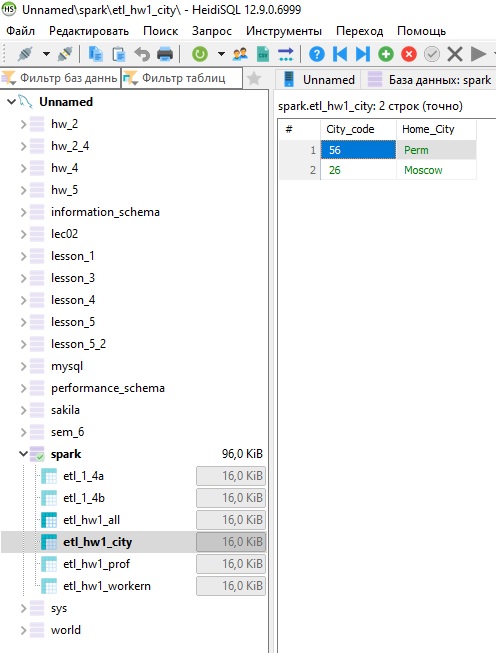 HS Unnamed\spark\etl_hw1_city\ - HeidiSQL 12.9.0.6999
Файл Редактировать Поиск Запрос Инструменты Переход Помощь
Фильтр баз даннь Фильтр таблиц Unnamed База данных: spark
Unnamed
spark.etl_hw1_city: 2 строк (точно)
# City_code Home_City
1 56 Perm
2 26 Moscow
hw_2
hw_2_4
hw_4
hw_5
information_schema
lec02
lesson_1
lesson_3
lesson_4
lesson_5
lesson_5_2
mysql
performance_schema
sakila
sem_6
spark 96,0 KiB
etl_1_4a 16,0 KiB
etl_1_4b 16,0 KiB
etl_hw1_all 16,0 KiB
etl_hw1_city 16,0 KiB
etl_hw1_prof 16,0 KiB
etl_hw1_workern 16,0 KiB
sys
world